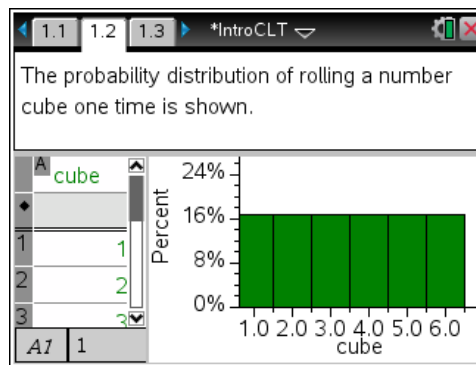 1.1 1.2 1.3 *IntroCLT
The probability distribution of rolling a number
cube one time is shown.
A cube
1 1
2 2
3 3
A1 1
Percent
24%
16%
8%
0%
1.0 2.0 3.0 4.0 5.0 6.0
cube